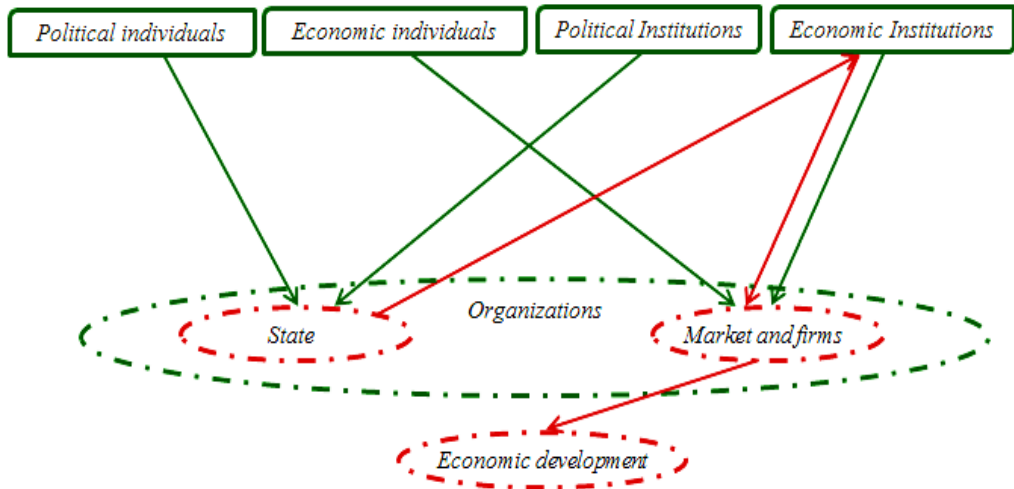 Political individuals
Economic individuals
Political Institutions
Economic Institutions
Organizations
State
Market and firms
Economic development